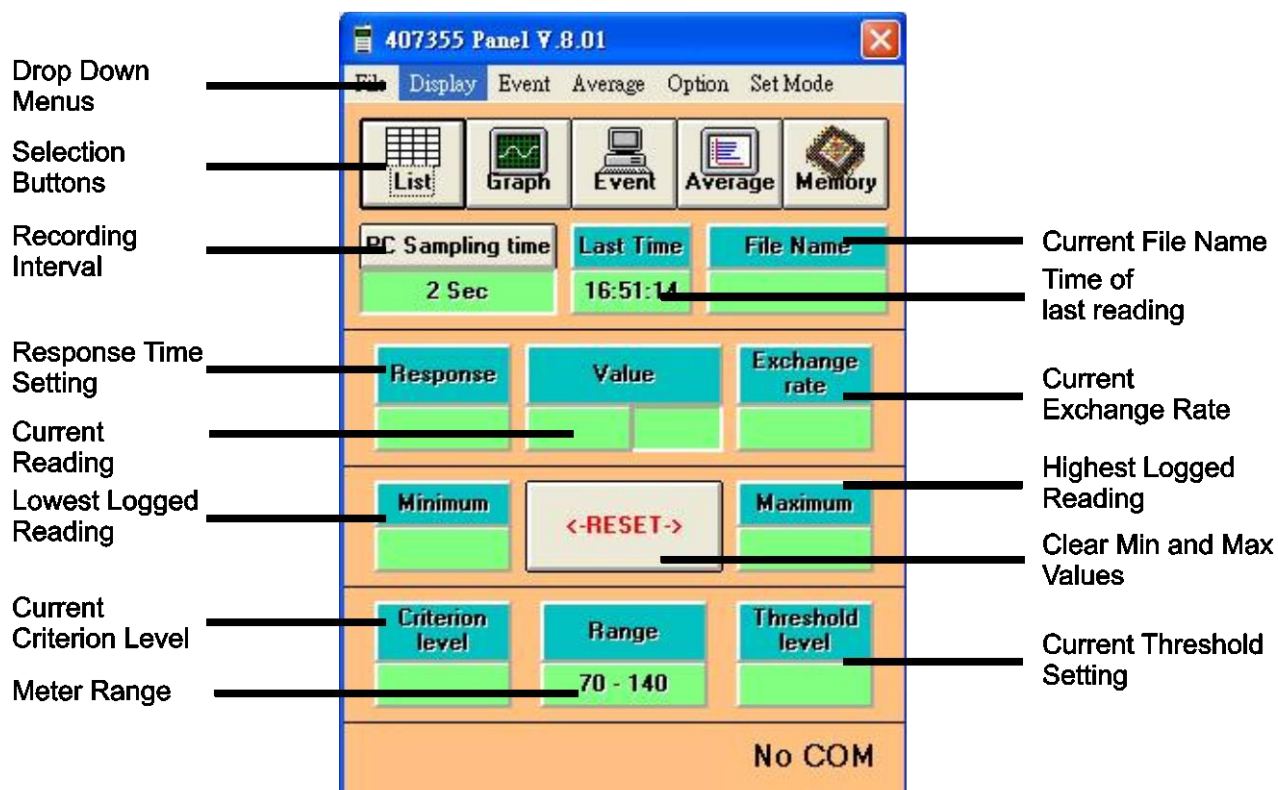 407355 Panel V.8.01
Drop Down
Menus
File Display Event Average Option Set Mode
Selection
Buttons
List Graph Event Average Memory
Recording
Interval
PC Sampling time Last Time File Name
Current File Name
2 Sec 16:51:14
Time of
last reading
Response Time
Setting
Response Value Exchange
rate
Current
Exchange Rate
Current
Reading
Lowest Logged
Reading
Minimum <-RESET-> Maximum
Highest Logged
Reading
Clear Min and Max
Values
Current
Criterion Level
Criterion
level
Range
Threshold
level
Current Threshold
Setting
Meter Range
70 - 140
No COM